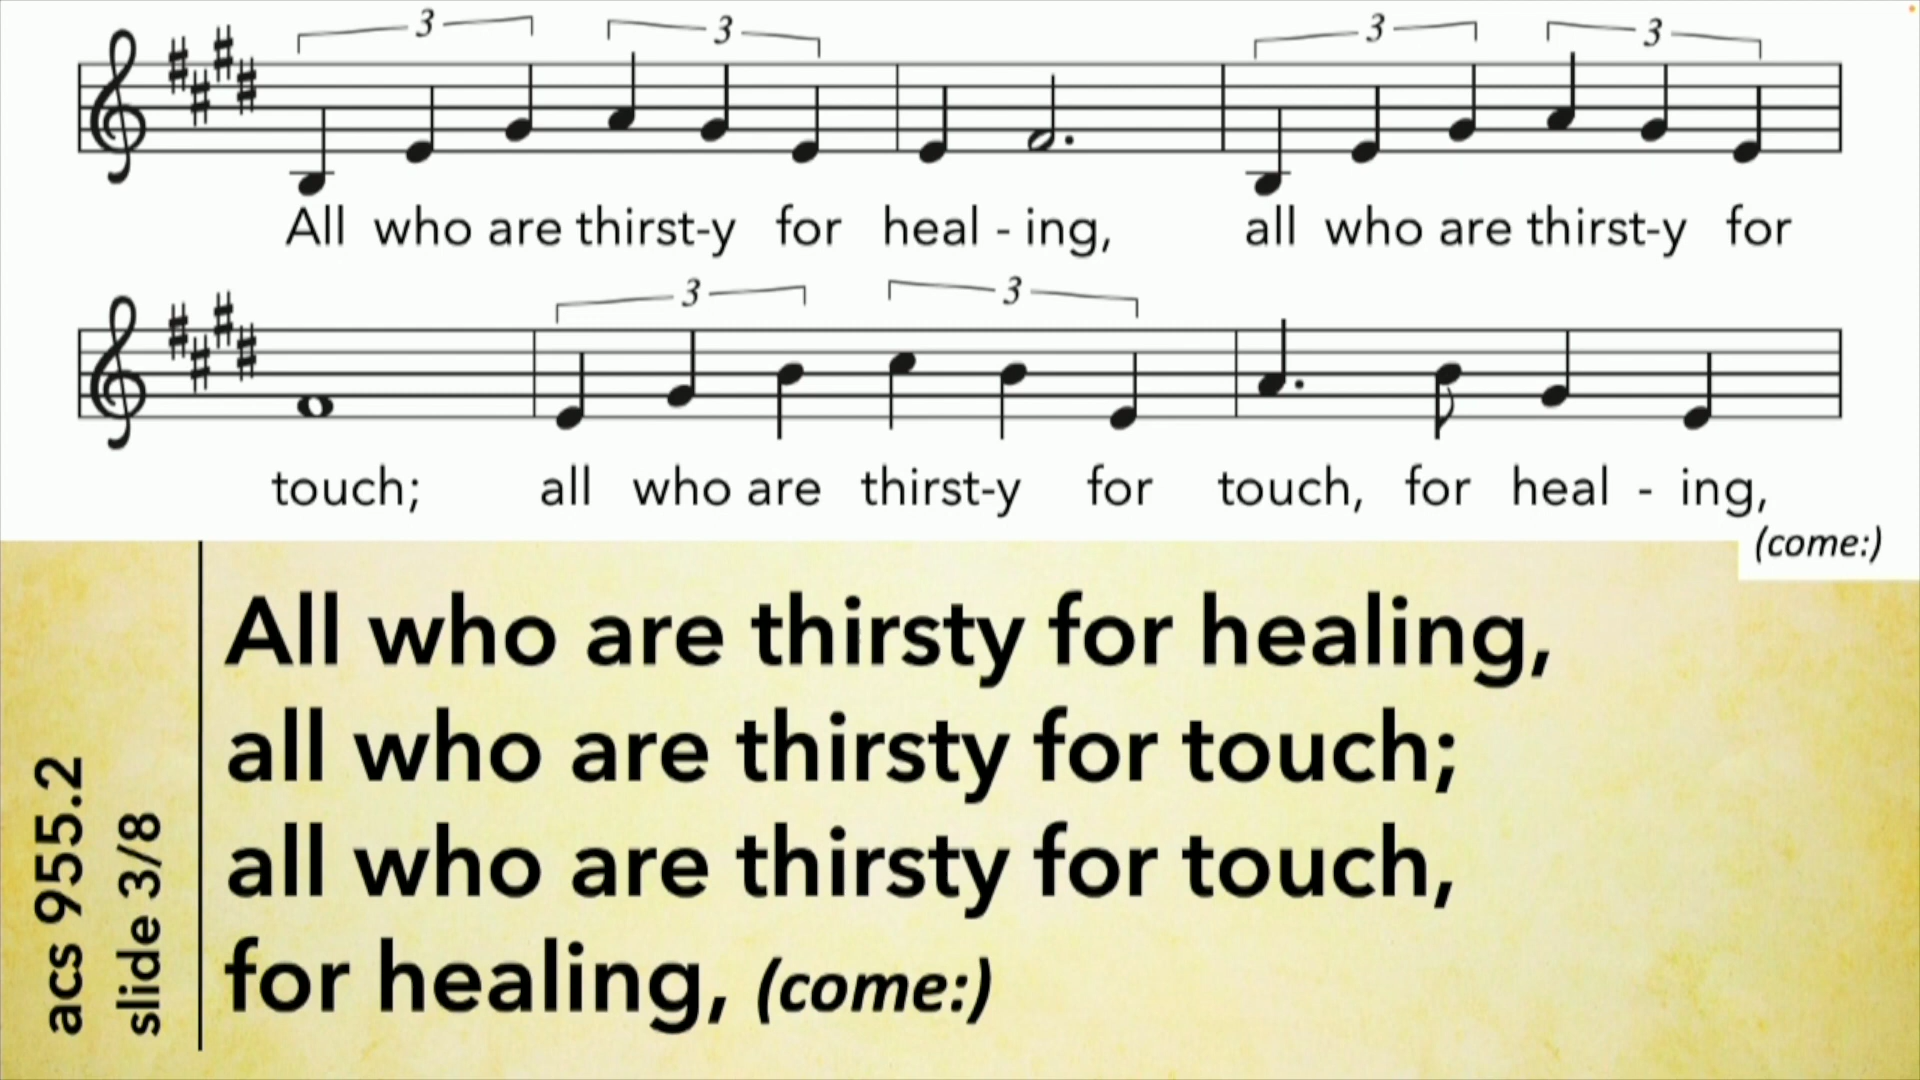 3 3 3 3
All who are thirst-y for heal - ing, all who are thirst-y for
3 3
touch; all who are thirst-y for touch, for heal - ing,
(come:)
All who are thirsty for healing,
all who are thirsty for touch;
all who are thirsty for touch,
for healing, (come:)
acs 955.2
slide 3/8